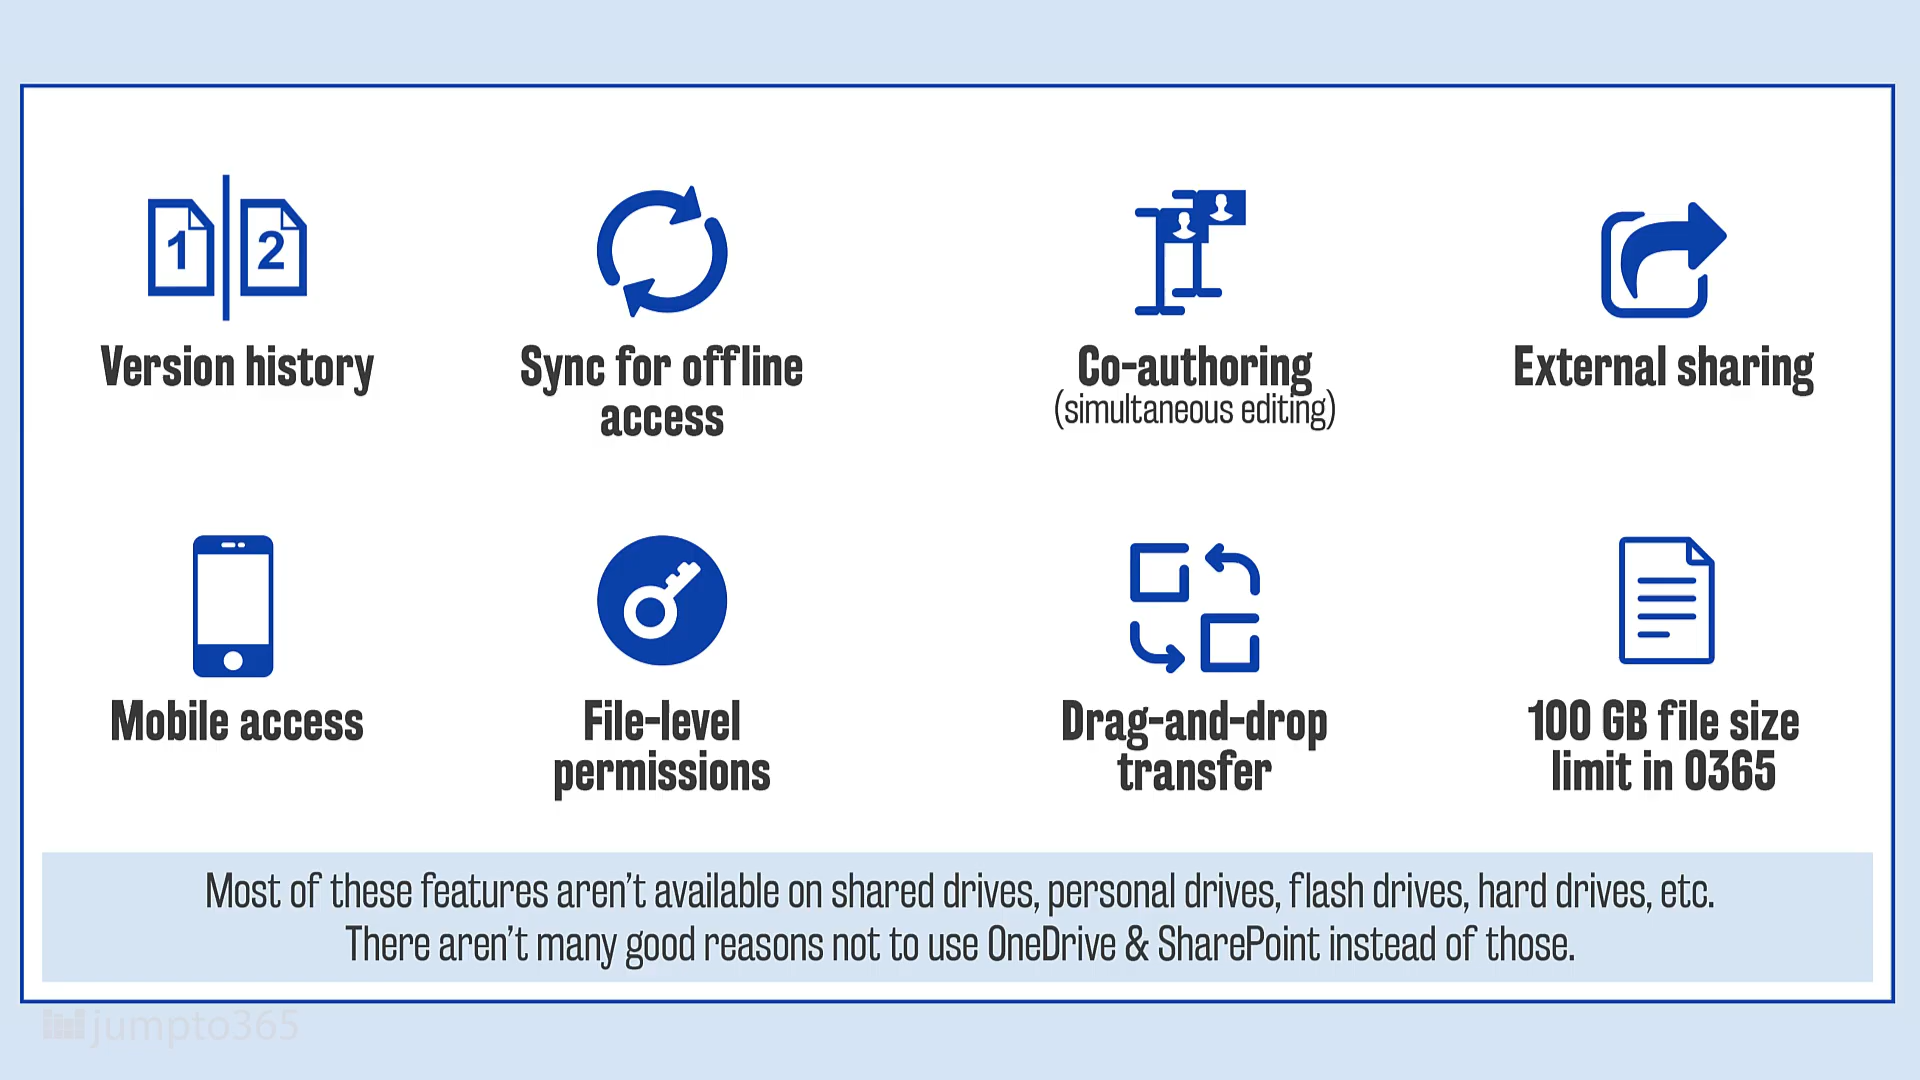 1 2
Version history
Sync for offline
access
Co-authoring
(simultaneous editing)
External sharing
Mobile access
File-level
permissions
Drag-and-drop
transfer
100 GB file size
limit in O365
Most of these features aren’t available on shared drives, personal drives, flash drives, hard drives, etc.
There aren’t many good reasons not to use OneDrive & SharePoint instead of those.
jumpto365